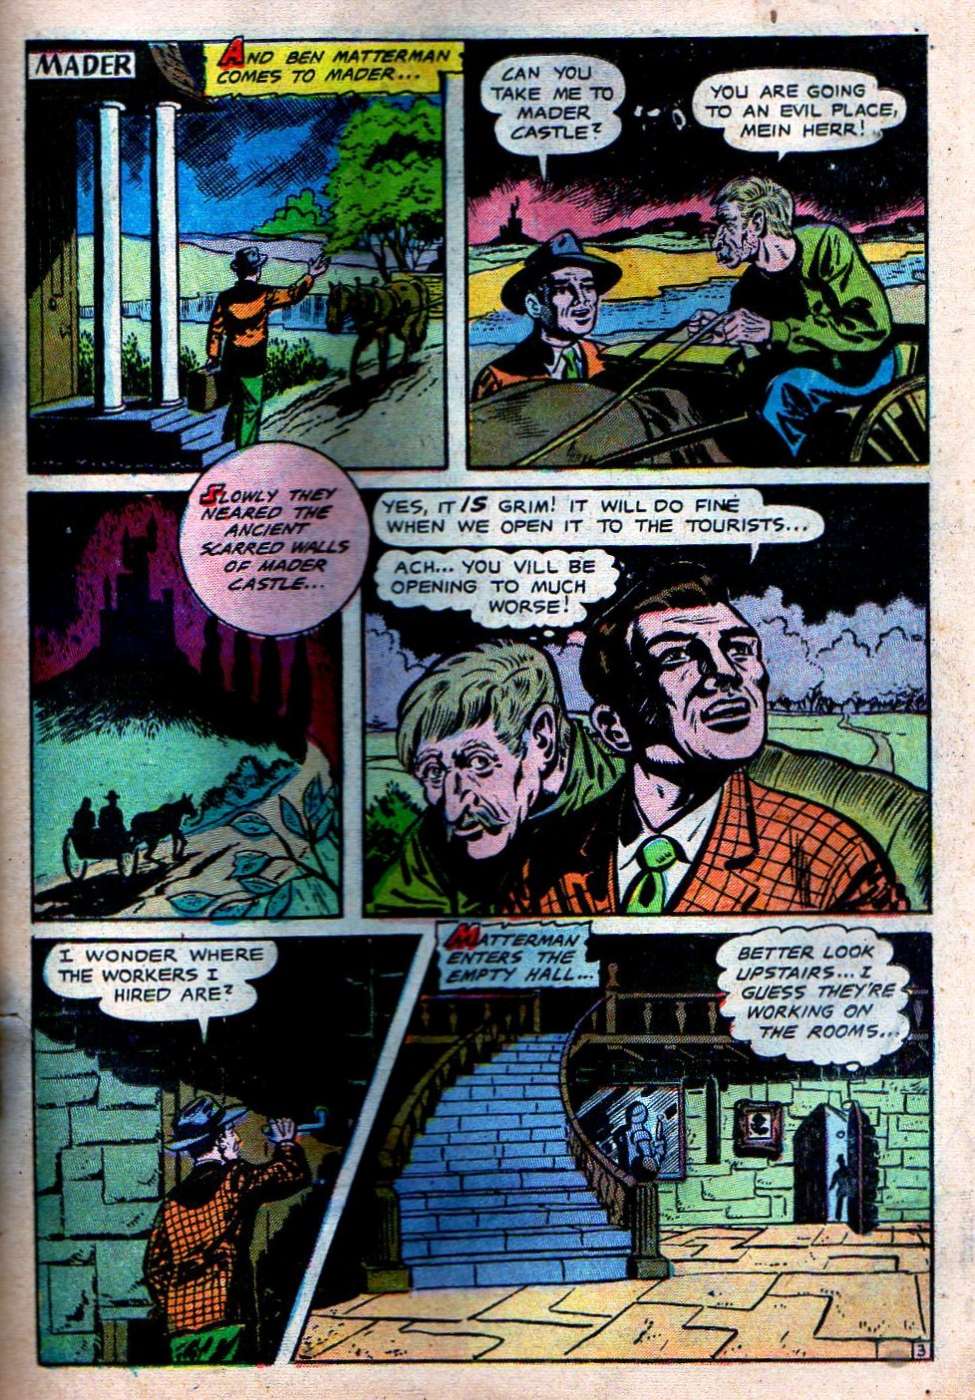 MADER
AND BEN MATTERMAN
COMES TO MADER...
CAN YOU
TAKE ME TO
MADER
CASTLE?
YOU ARE GOING
TO AN EVIL PLACE,
MEIN HERR!
SLOWLY THEY
NEARED THE
ANCIENT
SCARRED WALLS
OF MADER
CASTLE...
YES, IT IS GRIM! IT WILL DO FINE
WHEN WE OPEN IT TO THE TOURISTS...
ACH... YOU VILL BE
OPENING TO MUCH
WORSE!
I WONDER WHERE
THE WORKERS I
HIRED ARE?
MATTERMAN
ENTERS THE
EMPTY HALL...
BETTER LOOK
UPSTAIRS... I
GUESS THEY'RE
WORKING ON
THE ROOMS...
3